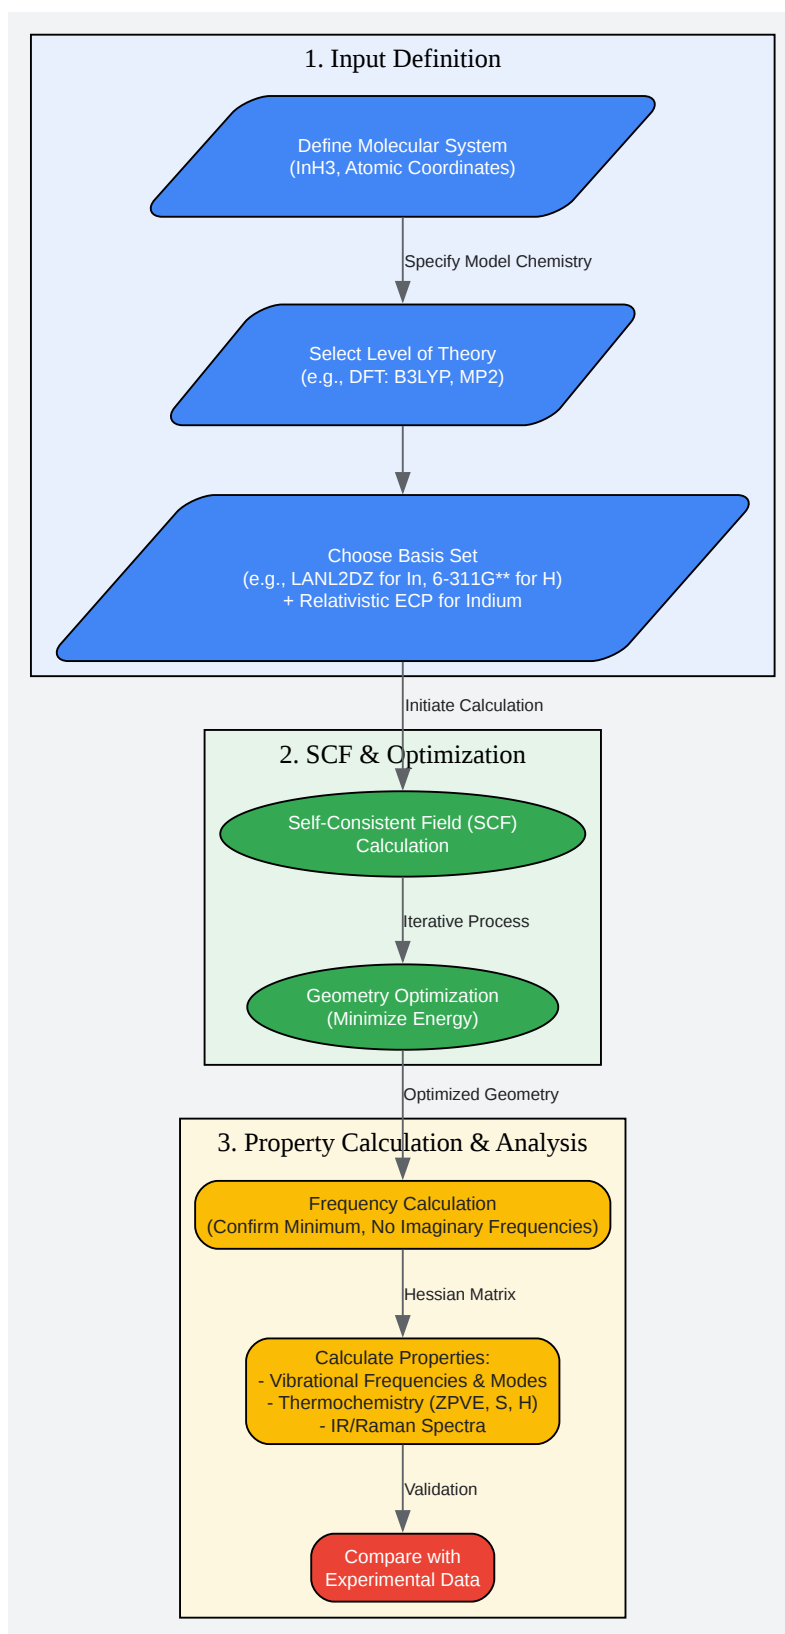 1. Input Definition
Define Molecular System
(InH3, Atomic Coordinates)
Specify Model Chemistry
Select Level of Theory
(e.g., DFT: B3LYP, MP2)
Choose Basis Set
(e.g., LANL2DZ for In, 6-311G** for H)
+ Relativistic ECP for Indium
Initiate Calculation
2. SCF & Optimization
Self-Consistent Field (SCF)
Calculation
Iterative Process
Geometry Optimization
(Minimize Energy)
Optimized Geometry
3. Property Calculation & Analysis
Frequency Calculation
(Confirm Minimum, No Imaginary Frequencies)
Hessian Matrix
Calculate Properties:
- Vibrational Frequencies & Modes
- Thermochemistry (ZPVE, S, H)
- IR/Raman Spectra
Validation
Compare with
Experimental Data